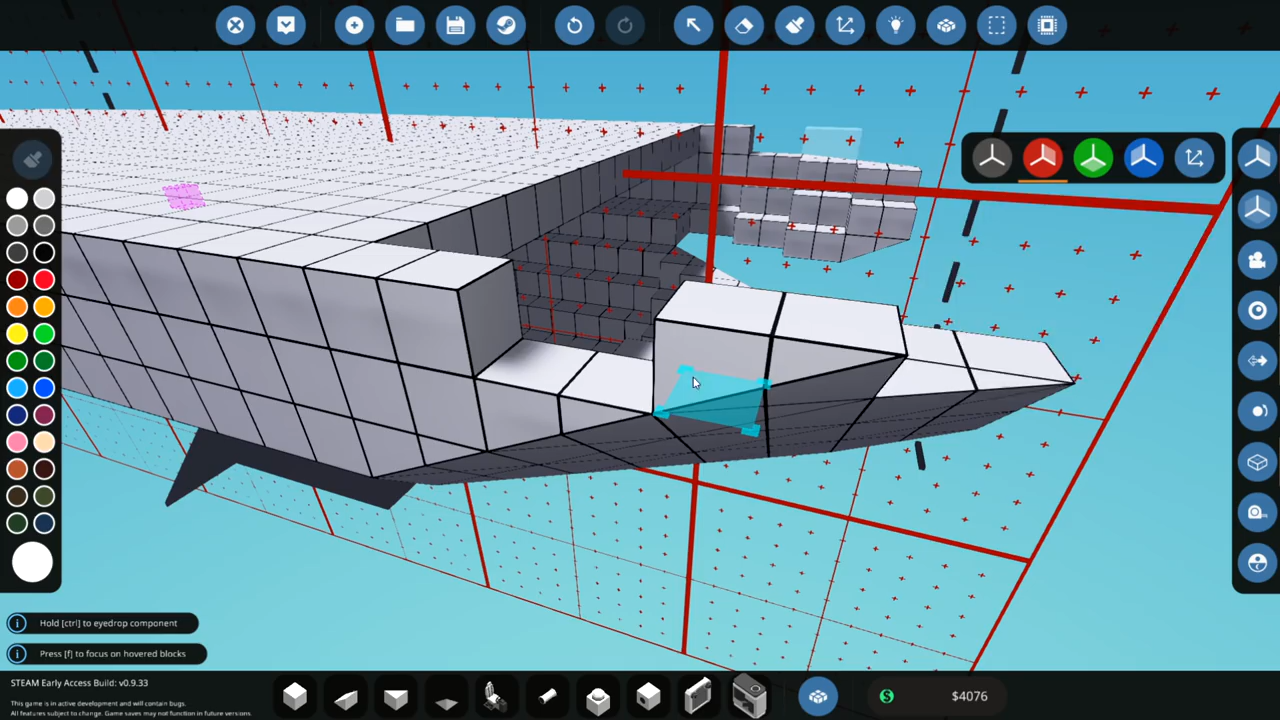 Hold [ctrl] to eyedrop component
Press [f] to focus on hovered blocks
STEAM Early Access Build: v0.9.33
This game is in active development and will contain bugs.
All features subject to change. Game saves may not function in future versions
$4076